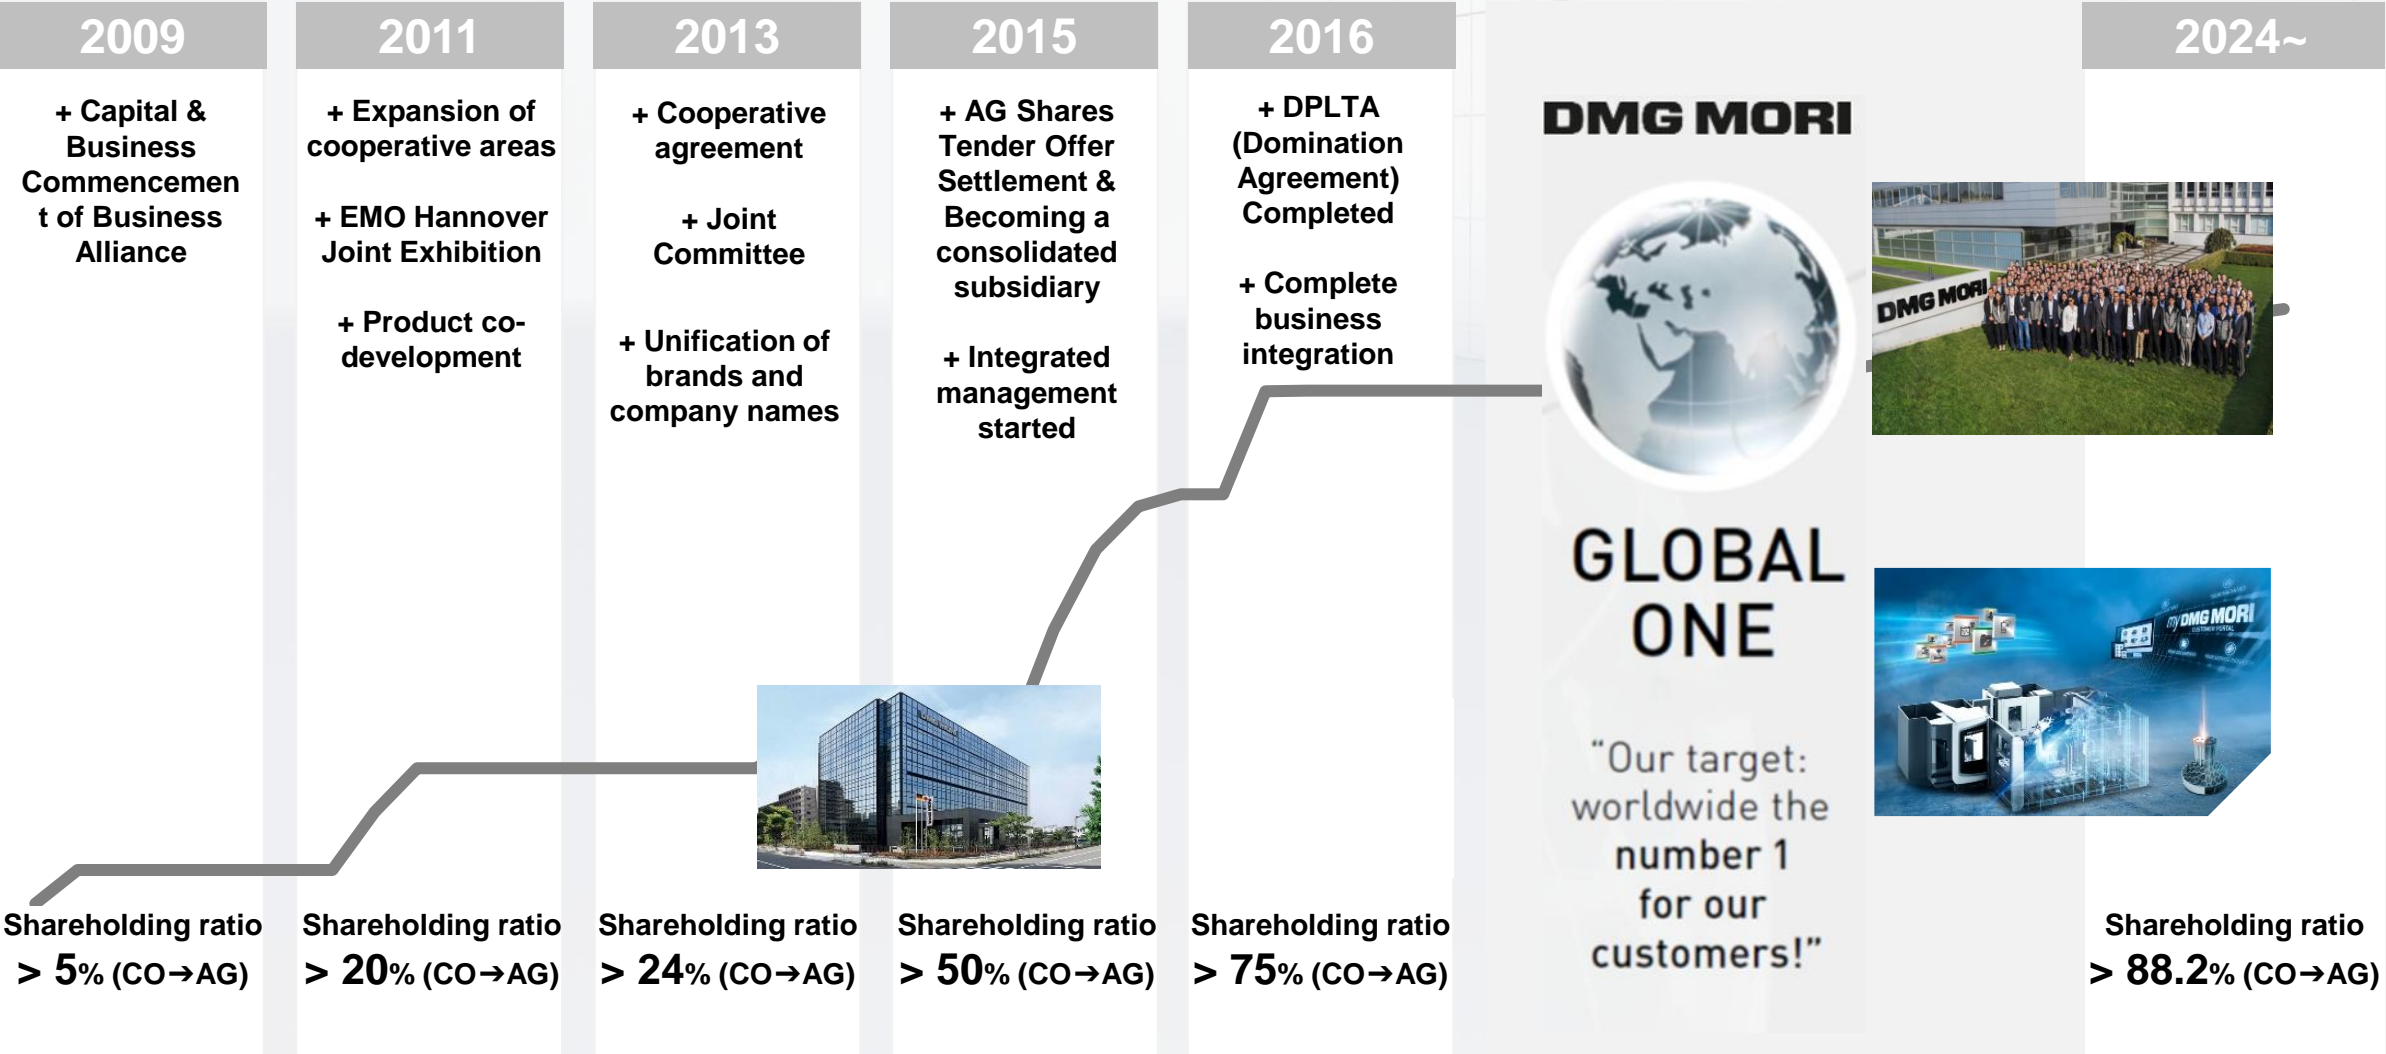 2009
+ Capital &
Business
Commencemen
t of Business
Alliance
Shareholding ratio
> 5% (CO→AG)
2011
+ Expansion of
cooperative areas
+ EMO Hannover
Joint Exhibition
+ Product co-
development
Shareholding ratio
> 20% (CO→AG)
2013
+ Cooperative
agreement
+ Joint
Committee
+ Unification of
brands and
company names
Shareholding ratio
> 24% (CO→AG)
2015
+ AG Shares
Tender Offer
Settlement &
Becoming a
consolidated
subsidiary
+ Integrated
management
started
Shareholding ratio
> 50% (CO→AG)
2016
+ DPLTA
(Domination
Agreement)
Completed
+ Complete
business
integration
Shareholding ratio
> 75% (CO→AG)
DMG MORI
GLOBAL
ONE
“Our target:
worldwide the
number 1
for our
customers!”
DMG MORI
my DMG MORI
CUSTOMER PORTAL
2024~
Shareholding ratio
> 88.2% (CO→AG)